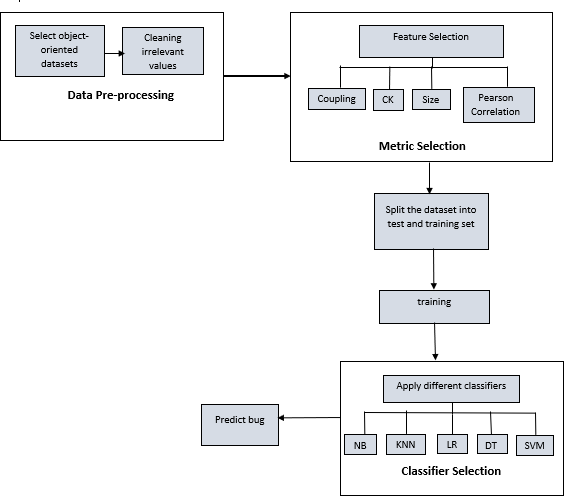 Select object-
oriented
datasets
Cleaning
irrelevant
values
Data Pre-processing
Feature Selection
Coupling
CK
Size
Pearson
Correlation
Metric Selection
Split the dataset into
test and training set
training
Apply different classifiers
NB
KNN
LR
DT
SVM
Classifier Selection
Predict bug